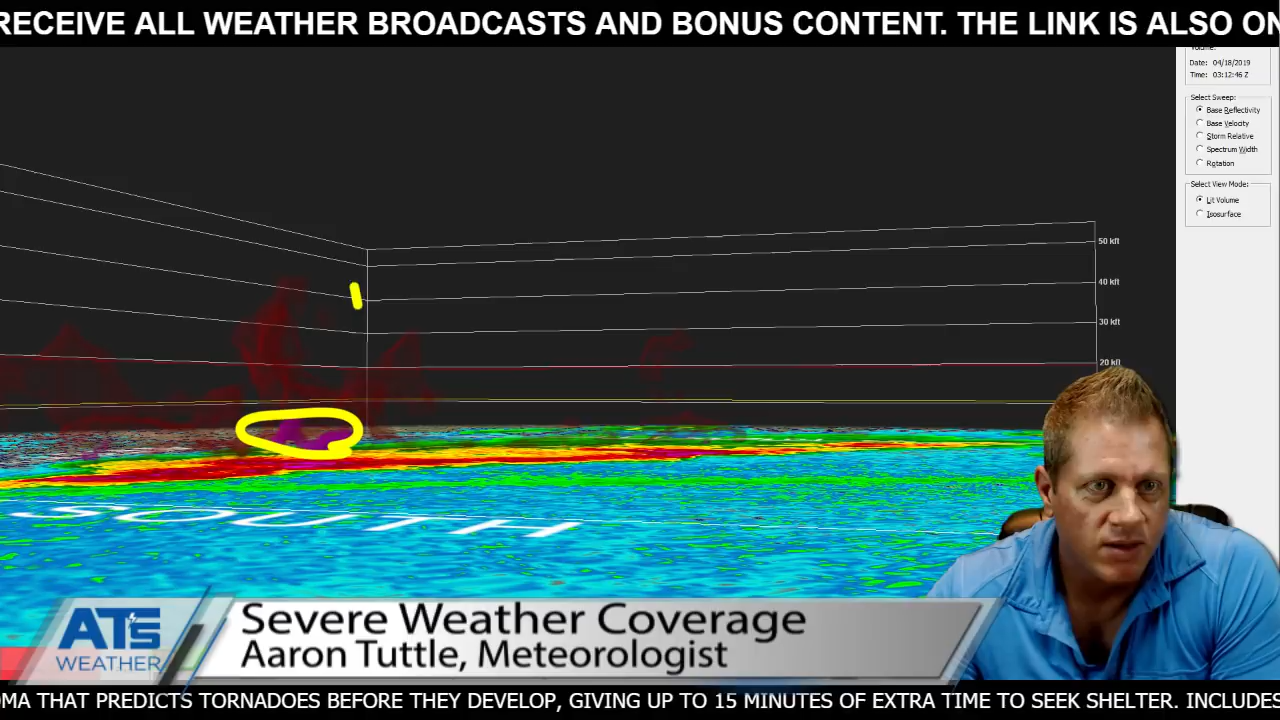 RECEIVE ALL WEATHER BROADCASTS AND BONUS CONTENT. THE LINK IS ALSO ON
Volume:
Date: 04/18/2019
Time: 03:12:46 Z
Select Sweep:
Base Reflectivity
Base Velocity
Storm Relative
Spectrum Width
Rotation
Select View Mode:
Lit Volume
Isosurface
50 kft
40 kft
30 kft
20 kft
SOUTH
ATS
WEATHER
Severe Weather Coverage
Aaron Tuttle, Meteorologist
OMA THAT PREDICTS TORNADOES BEFORE THEY DEVELOP, GIVING UP TO 15 MINUTES OF EXTRA TIME TO SEEK SHELTER. INCLUDES